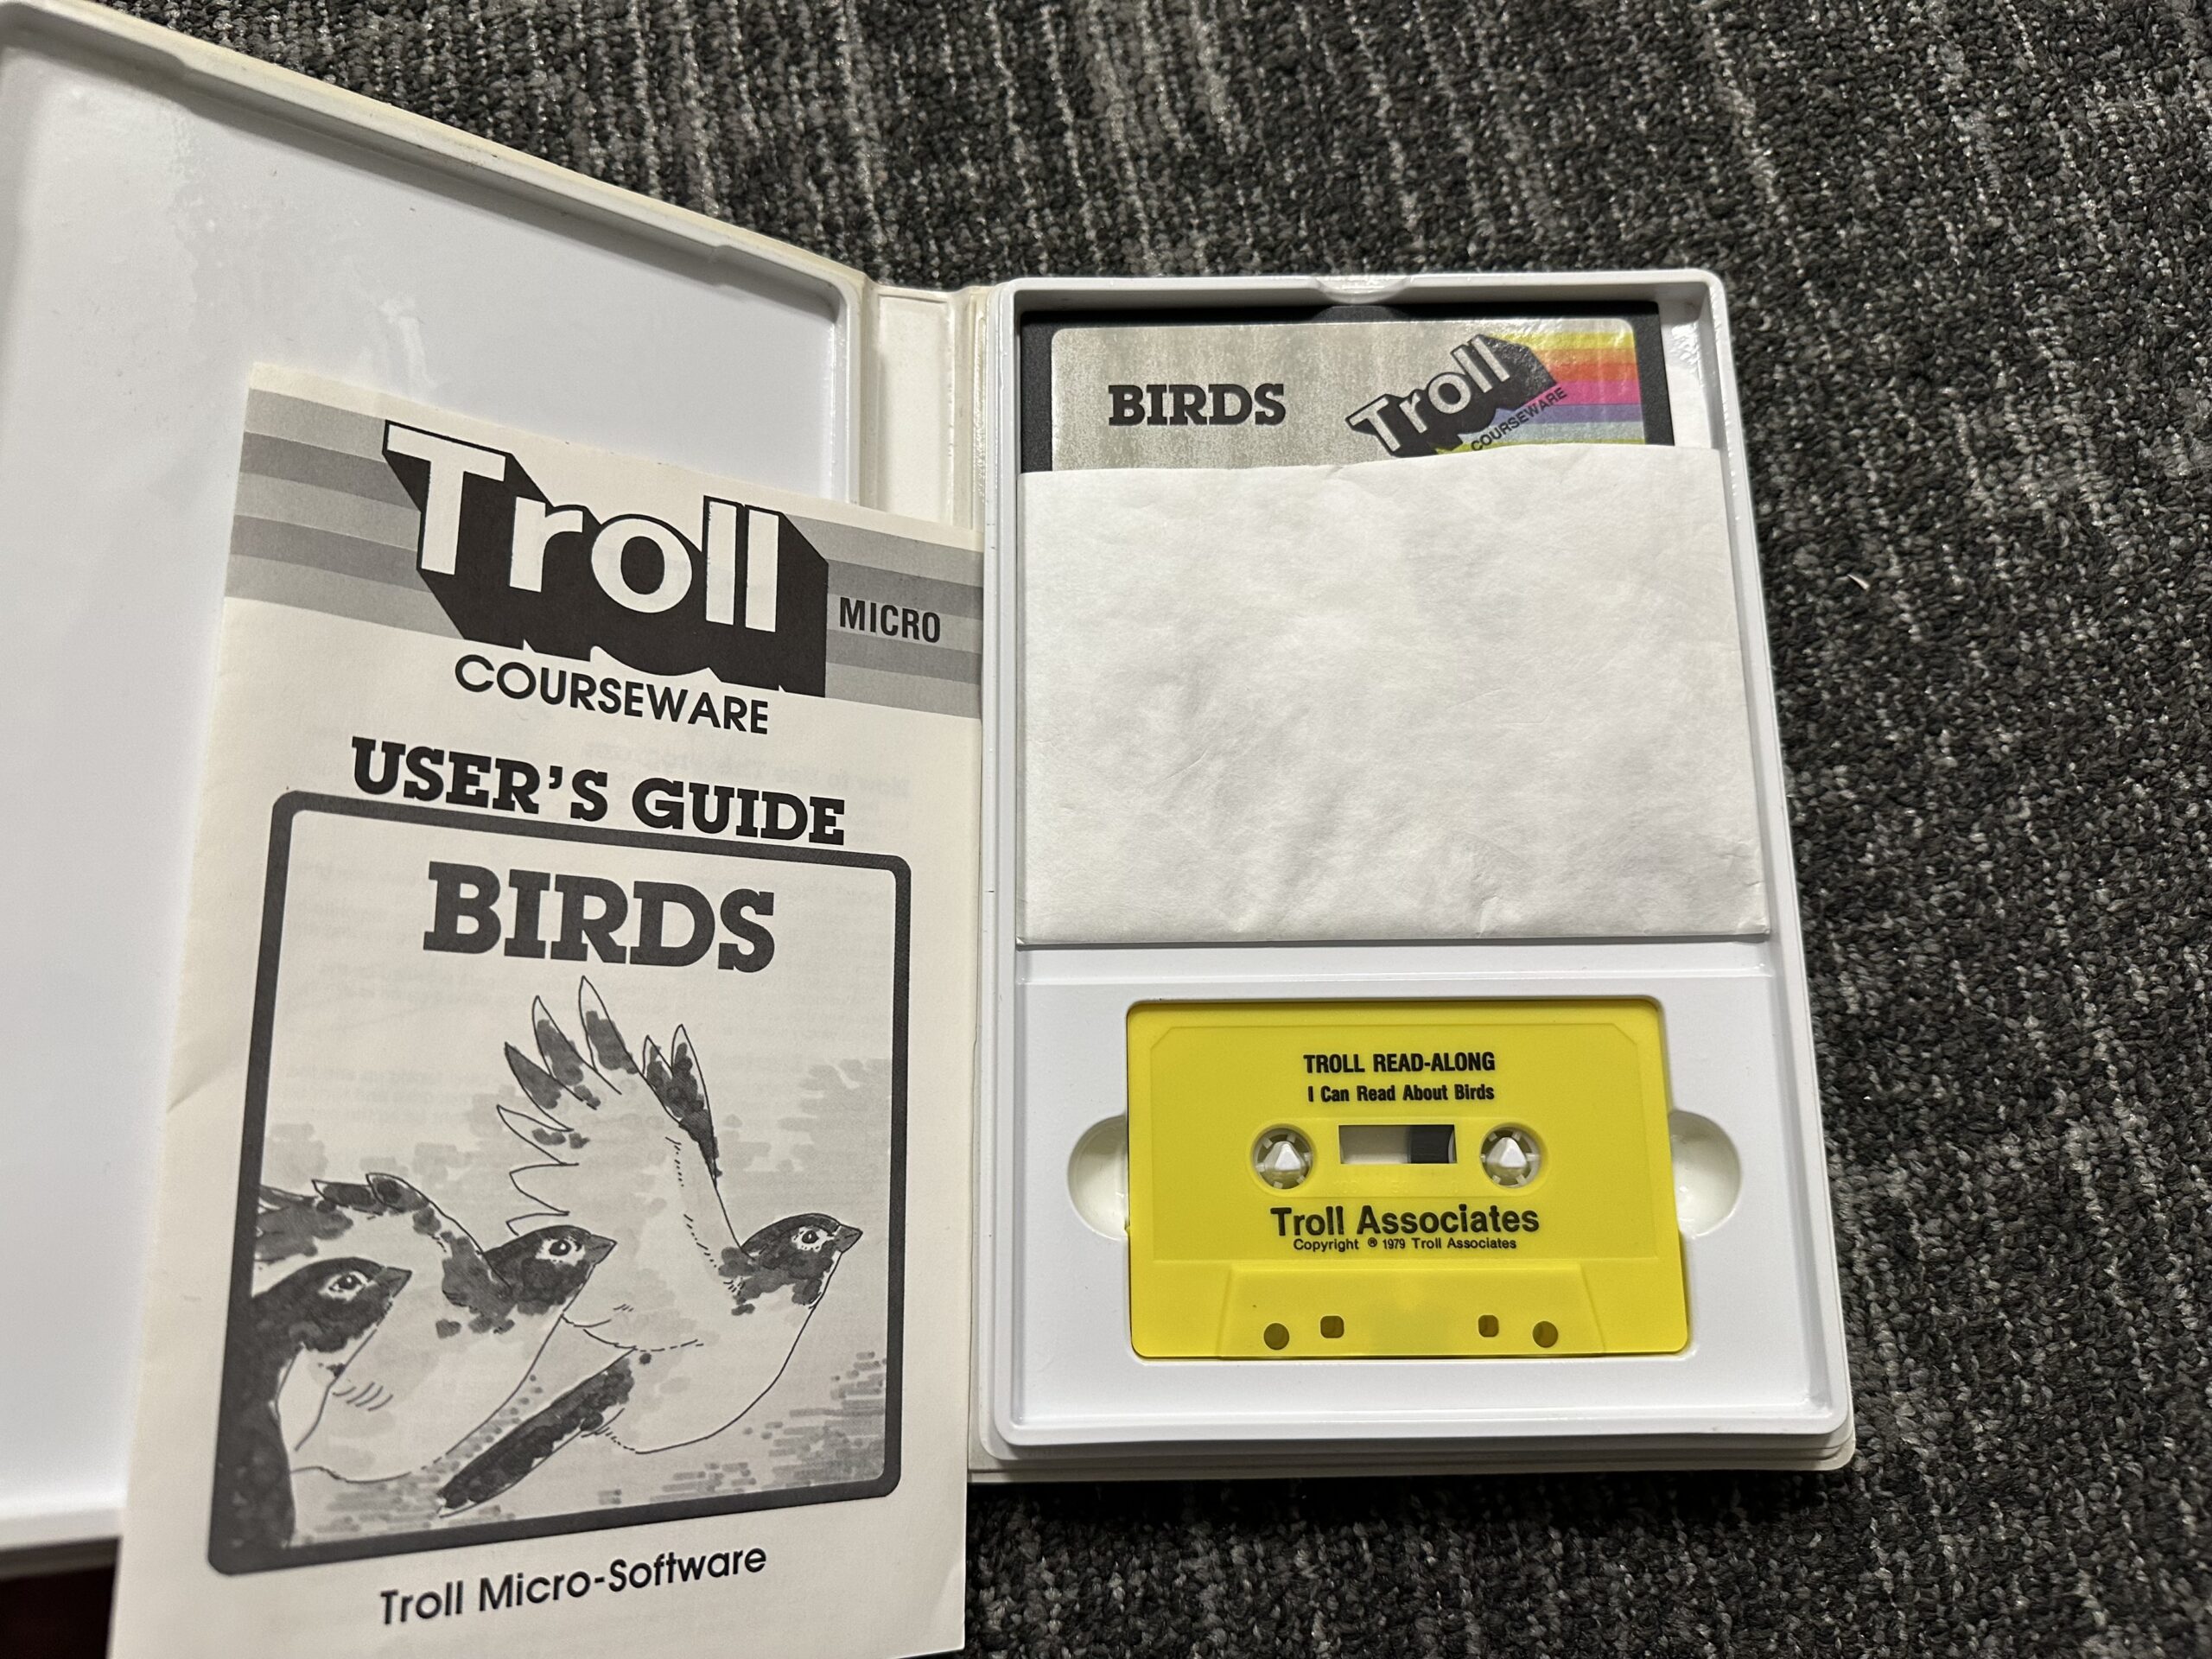 Troll
MICRO
COURSEWARE
USER'S GUIDE
BIRDS
Troll Micro-Software
BIRDS
Troll
COURSEWARE
TROLL READ-ALONG
I Can Read About Birds
Troll Associates
Copyright ℗ 1979 Troll Associates